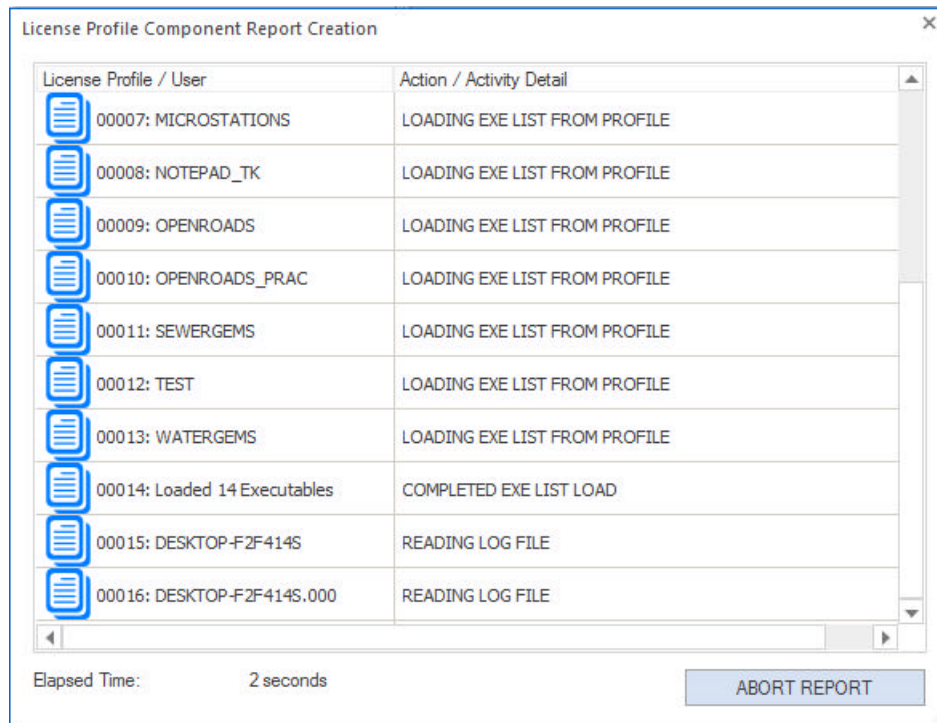 License Profile Component Report Creation
License Profile / User Action / Activity Detail
00007: MICROSTATIONS LOADING EXE LIST FROM PROFILE
00008: NOTEPAD_TK LOADING EXE LIST FROM PROFILE
00009: OPENROADS LOADING EXE LIST FROM PROFILE
00010: OPENROADS_PRAC LOADING EXE LIST FROM PROFILE
00011: SEWERGEMS LOADING EXE LIST FROM PROFILE
00012: TEST LOADING EXE LIST FROM PROFILE
00013: WATERGEMS LOADING EXE LIST FROM PROFILE
00014: Loaded 14 Executables COMPLETED EXE LIST LOAD
00015: DESKTOP-F2F414S READING LOG FILE
00016: DESKTOP-F2F414S.000 READING LOG FILE
Elapsed Time: 2 seconds ABORT REPORT